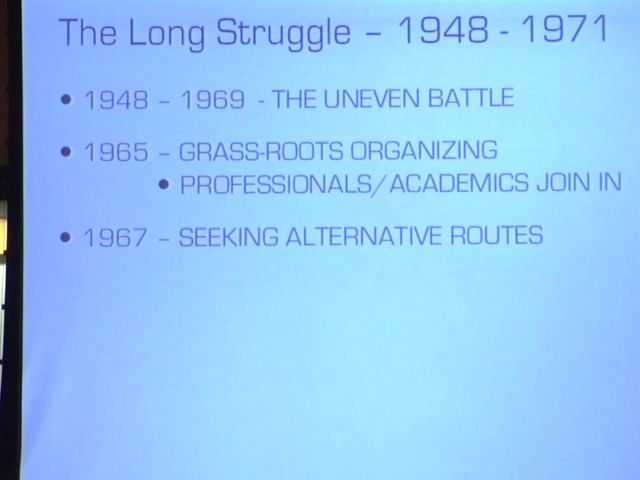 The Long Struggle – 1948 - 1971
• 1948 – 1969 - THE UNEVEN BATTLE
• 1965 – GRASS-ROOTS ORGANIZING
• PROFESSIONALS/ACADEMICS JOIN IN
• 1967 – SEEKING ALTERNATIVE ROUTES